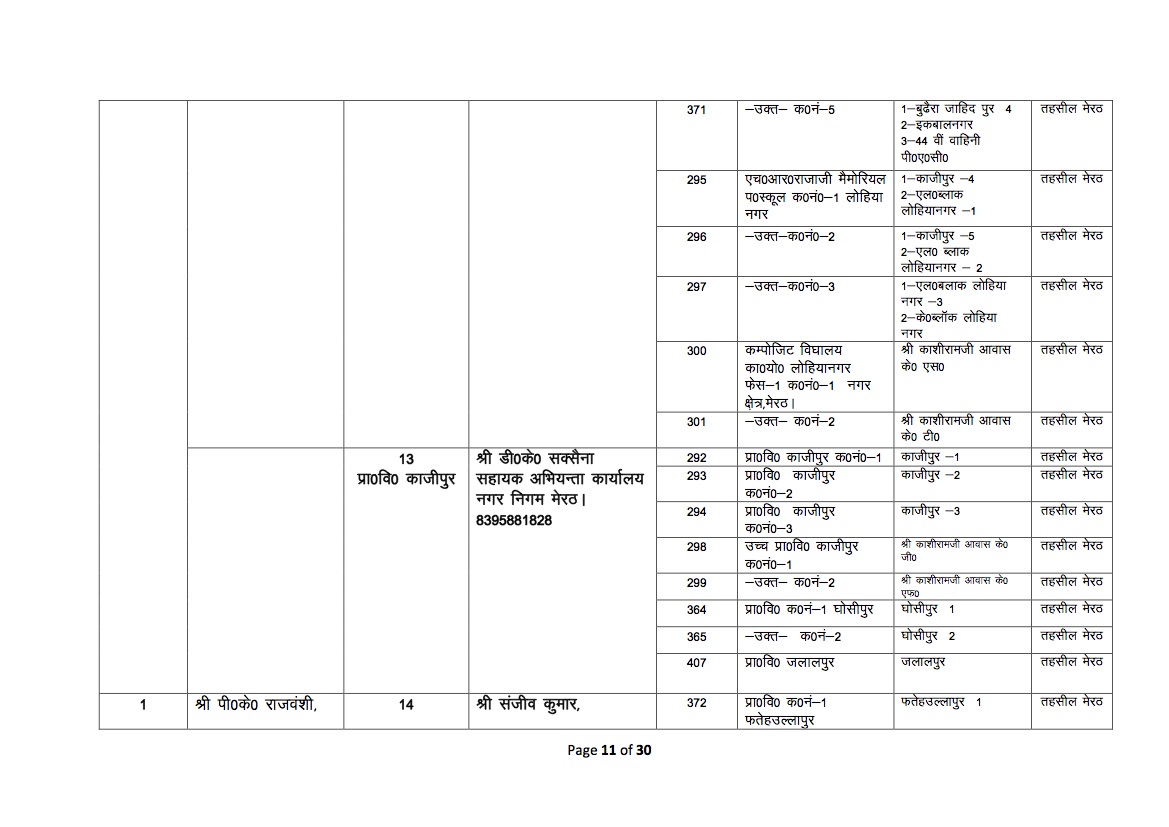 371 –उक्त– क0नं–5 1–बुढैरा जाहिद पुर 4 तहसील मेरठ
2–इकबालनगर
3–44 वीं वाहिनी
पी0ए0सी0
295 एच0आर0राजाजी मैमोरियल 1–काजीपुर –4 तहसील मेरठ
प0स्कूल क0नं0–1 लोहिया 2–एल0ब्लाक
नगर लोहियानगर –1
296 –उक्त–क0नं0–2 1–काजीपुर –5 तहसील मेरठ
2–एल0 ब्लाक
लोहियानगर – 2
297 –उक्त–क0नं0–3 1–एल0बलाक लोहिया तहसील मेरठ
नगर –3
2–के0ब्लॉक लोहिया
नगर
300 कम्पोजिट विघालय श्री काशीरामजी आवास तहसील मेरठ
का0यो0 लोहियानगर के0 एस0
फेस–1 क0नं0–1 नगर
क्षेत्र,मेरठ।
301 –उक्त– क0नं–2 श्री काशीरामजी आवास तहसील मेरठ
के0 टी0
13 श्री डी0के0 सक्सैना 292 प्रा0वि0 काजीपुर क0नं0–1 काजीपुर –1 तहसील मेरठ
प्रा0वि0 काजीपुर सहायक अभियन्ता कार्यालय 293 प्रा0वि0 काजीपुर काजीपुर –2 तहसील मेरठ
नगर निगम मेरठ। क0नं0–2
8395881828 294 प्रा0वि0 काजीपुर काजीपुर –3 तहसील मेरठ
क0नं0–3
298 उच्च प्रा0वि0 काजीपुर श्री काशीरामजी आवास के0 तहसील मेरठ
क0नं0–1 जी0
299 –उक्त– क0नं–2 श्री काशीरामजी आवास के0 तहसील मेरठ
एफ0
364 प्रा0वि0 क0नं–1 घोसीपुर घोसीपुर 1 तहसील मेरठ
365 –उक्त– क0नं–2 घोसीपुर 2 तहसील मेरठ
407 प्रा0वि0 जलालपुर जलालपुर तहसील मेरठ
1 श्री पी0के0 राजवंशी, 14 श्री संजीव कुमार, 372 प्रा0वि0 क0नं–1 फतेहउल्लापुर 1 तहसील मेरठ
फतेहउल्लापुर
Page 11 of 30